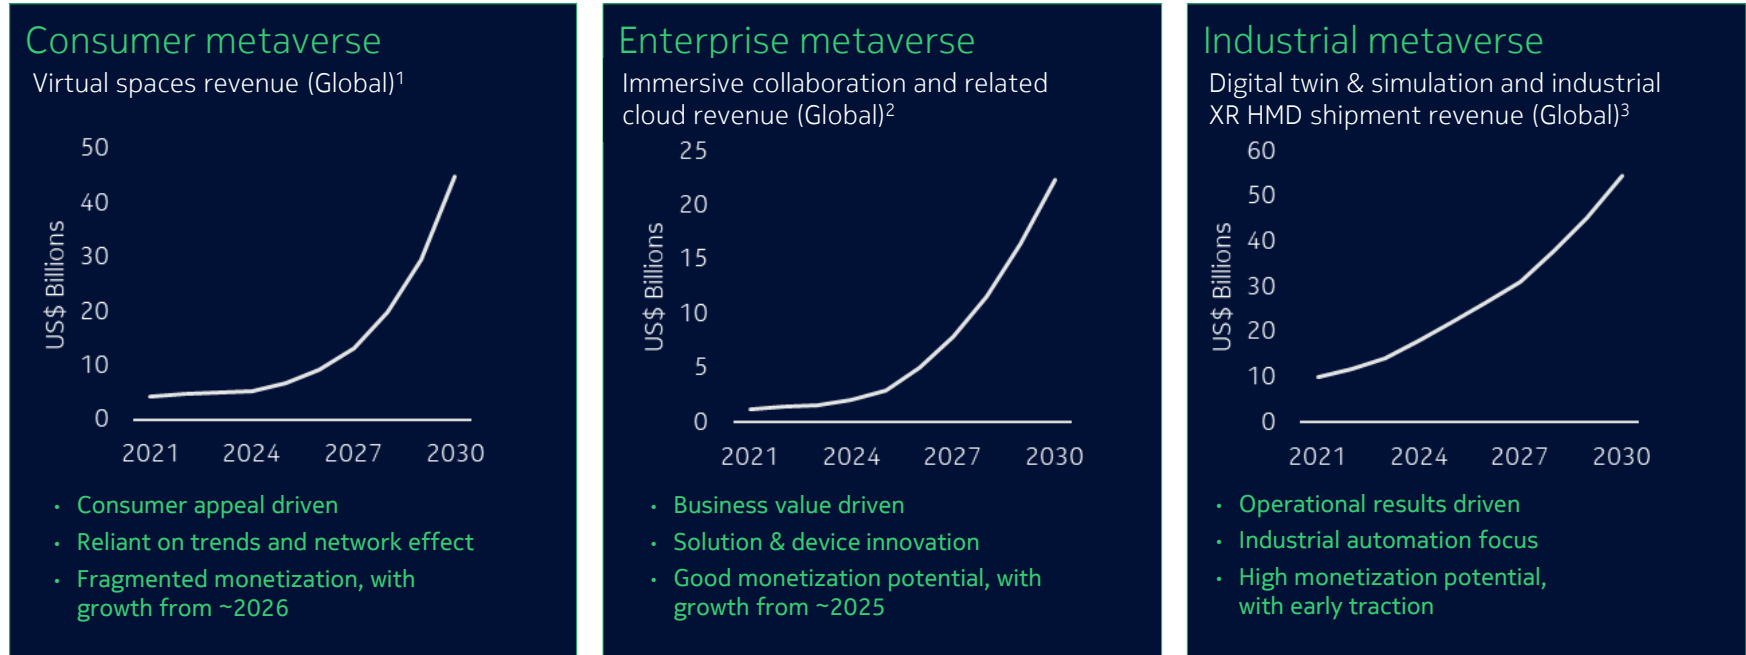 Consumer metaverse
Virtual spaces revenue (Global)1
50
40
30
20
10
0
US$ Billions
2021 2024 2027 2030
• Consumer appeal driven
• Reliant on trends and network effect
• Fragmented monetization, with
growth from ~2026
Enterprise metaverse
Immersive collaboration and related
cloud revenue (Global)2
25
20
15
10
5
0
US$ Billions
2021 2024 2027 2030
• Business value driven
• Solution & device innovation
• Good monetization potential, with
growth from ~2025
Industrial metaverse
Digital twin & simulation and industrial
XR HMD shipment revenue (Global)3
60
50
40
30
20
10
0
US$ Billions
2021 2024 2027 2030
• Operational results driven
• Industrial automation focus
• High monetization potential,
with early traction